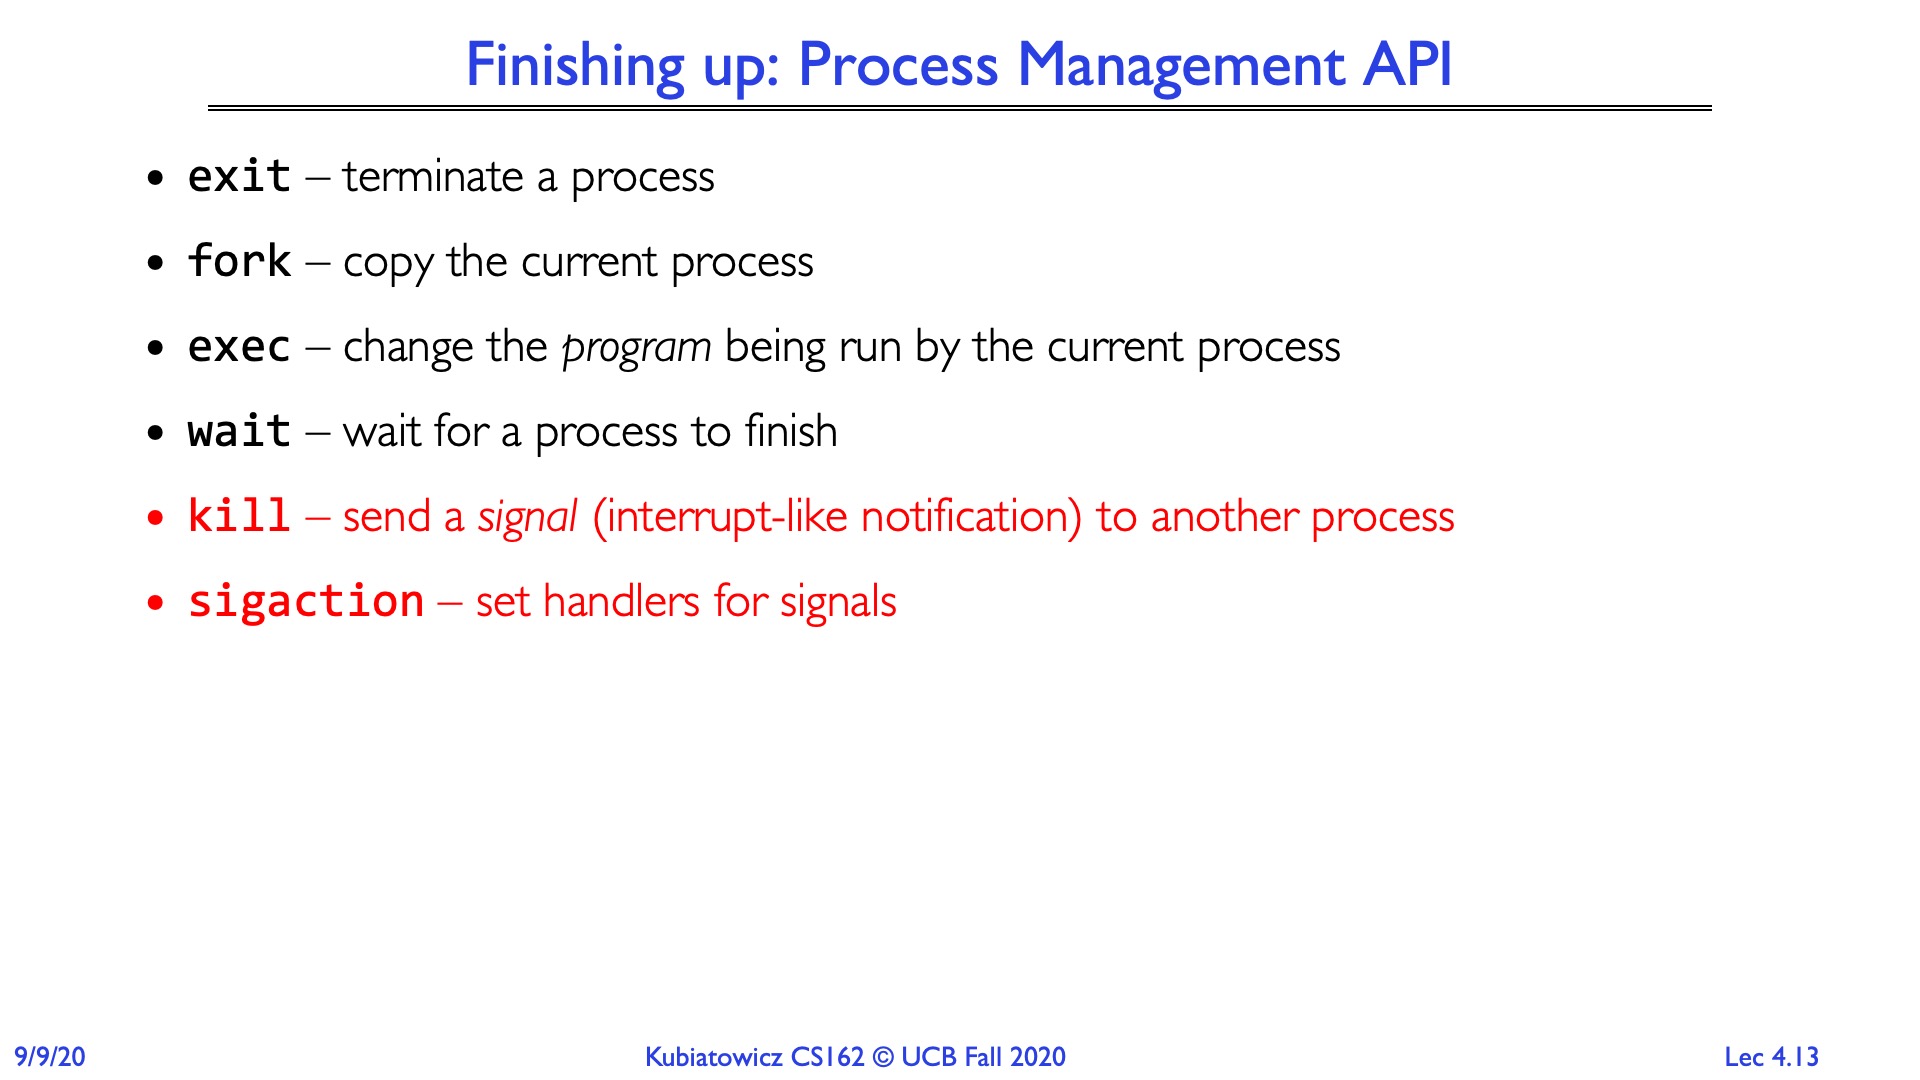 Finishing up: Process Management API
• exit – terminate a process
• fork – copy the current process
• exec – change the program being run by the current process
• wait – wait for a process to finish
• kill – send a signal (interrupt-like notification) to another process
• sigaction – set handlers for signals
9/9/20
Kubiatowicz CS162 © UCB Fall 2020
Lec 4.13